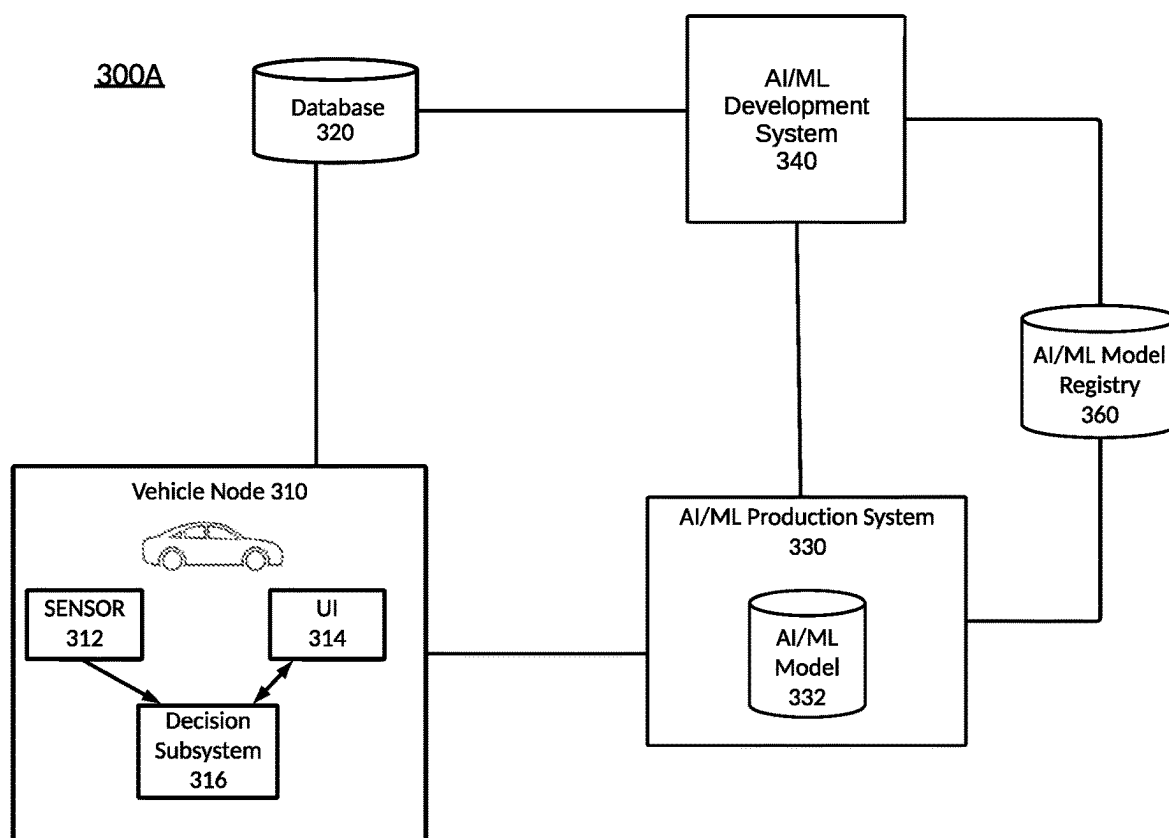 300A
Database
320
AI/ML
Development
System
340
AI/ML Model
Registry
360
Vehicle Node 310
SENSOR
312
UI
314
Decision
Subsystem
316
AI/ML Production System
330
AI/ML
Model
332